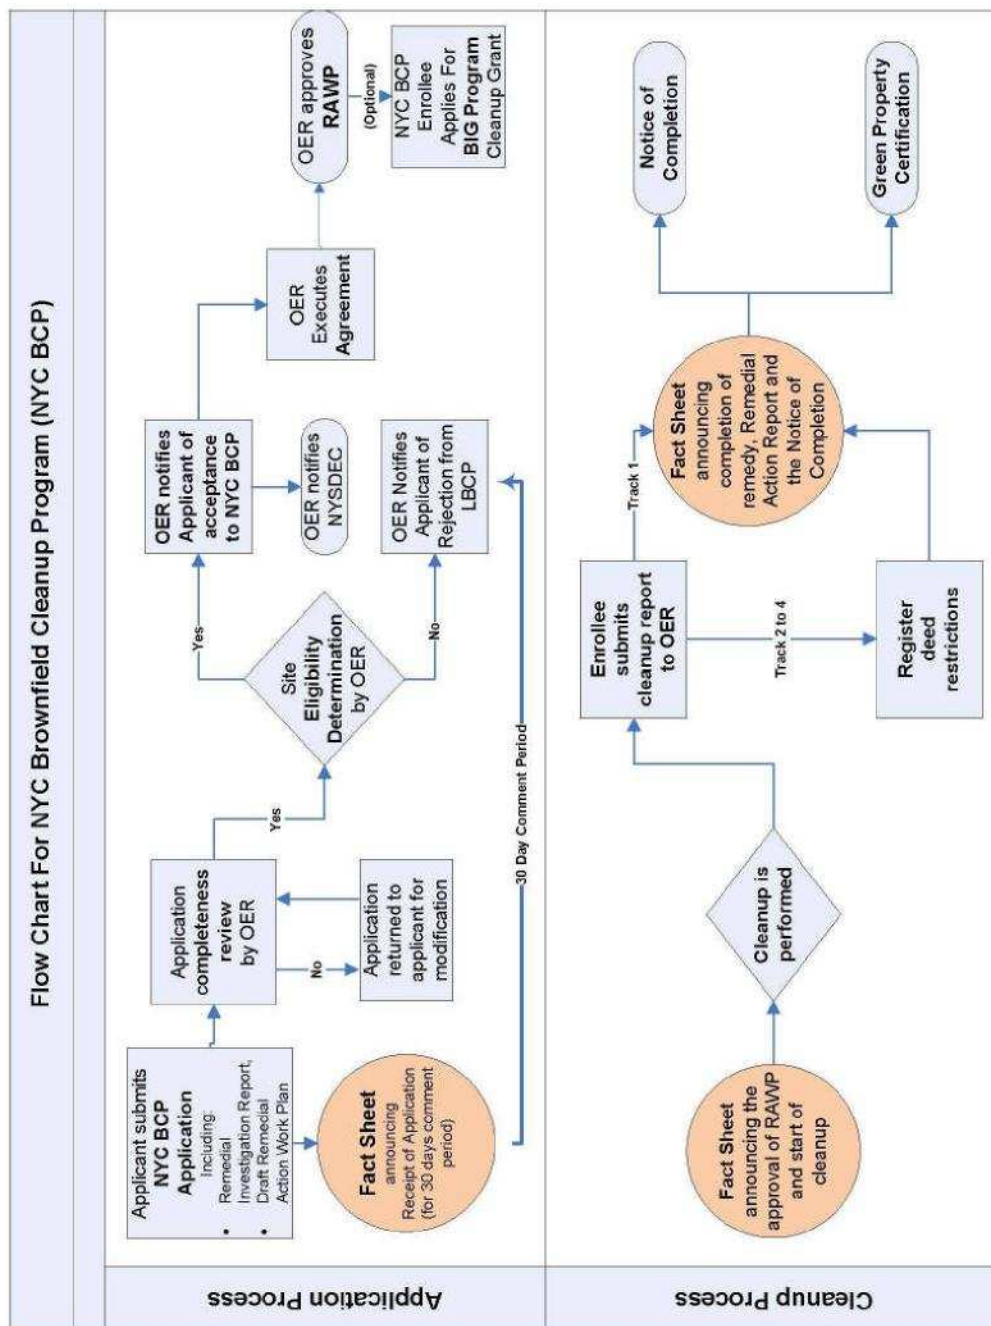 Flow Chart For NYC Brownfield Cleanup Program (NYC BCP)
Application Process
Applicant submits
NYC BCP
Application
Including:
• Remedial
Investigation Report,
• Draft Remedial
Action Work Plan
Fact Sheet
announcing
Receipt of Application
(for 30 days comment
period)
Application
completeness
review
by OER
No
Application
returned to
applicant for
modification
Yes
Site
Eligibility
Determination
by OER
Yes
No
OER notifies
Applicant of
acceptance
to NYC BCP
OER notifies
NYSDEC
OER Notifies
Applicant of
Rejection from
LBCP
30 Day Comment Period
OER
Executes
Agreement
OER approves
RAWP
(Optional)
NYC BCP
Enrollee
Applies For
BIG Program
Cleanup Grant
Cleanup Process
Fact Sheet
announcing the
approval of RAWP
and start of
cleanup
Cleanup is
performed
Enrollee
submits
cleanup report
to OER
Track 1
Track 2 to 4
Register
deed
restrictions
Fact Sheet
announcing
completion of
remedy, Remedial
Action Report and
the Notice of
Completion
Notice of
Completion
Green Property
Certification